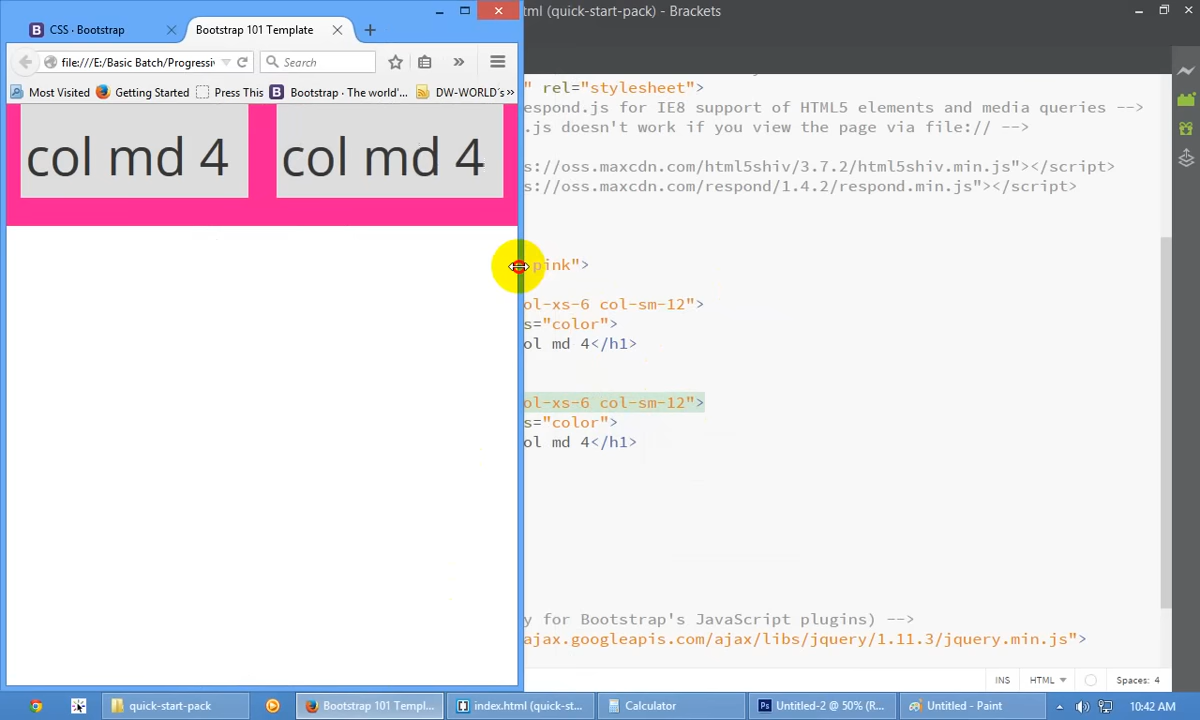 ml (quick-start-pack) - Brackets
CSS · Bootstrap
Bootstrap 101 Template
file:///E:/Basic Batch/Progressiv
Search
Most Visited
Getting Started
Press This
Bootstrap · The world'...
DW-WORLD´s
col md 4
col md 4
" rel="stylesheet">
espond.js for IE8 support of HTML5 elements and media queries -->
.js doesn't work if you view the page via file:// -->
s://oss.maxcdn.com/html5shiv/3.7.2/html5shiv.min.js"></script>
s://oss.maxcdn.com/respond/1.4.2/respond.min.js"></script>
pink">
ol-xs-6 col-sm-12">
s="color">
ol md 4</h1>
ol-xs-6 col-sm-12">
s="color">
ol md 4</h1>
y for Bootstrap's JavaScript plugins) -->
ajax.googleapis.com/ajax/libs/jquery/1.11.3/jquery.min.js">
INS
HTML
Spaces: 4
quick-start-pack
Bootstrap 101 Templ...
index.html (quick-st...
Calculator
Untitled-2 @ 50% (R...
Untitled - Paint
10:42 AM